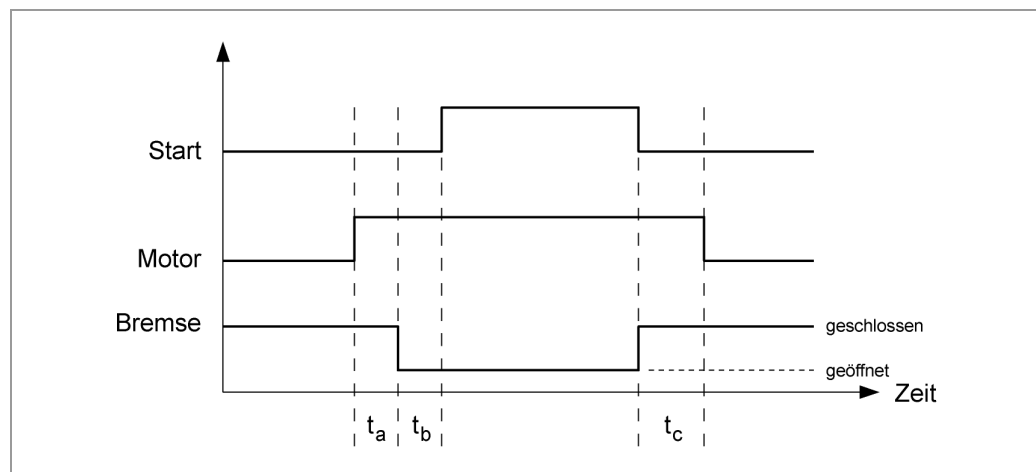 Start
Motor
Bremse
geschlossen
geöffnet
Zeit
ta tb tc